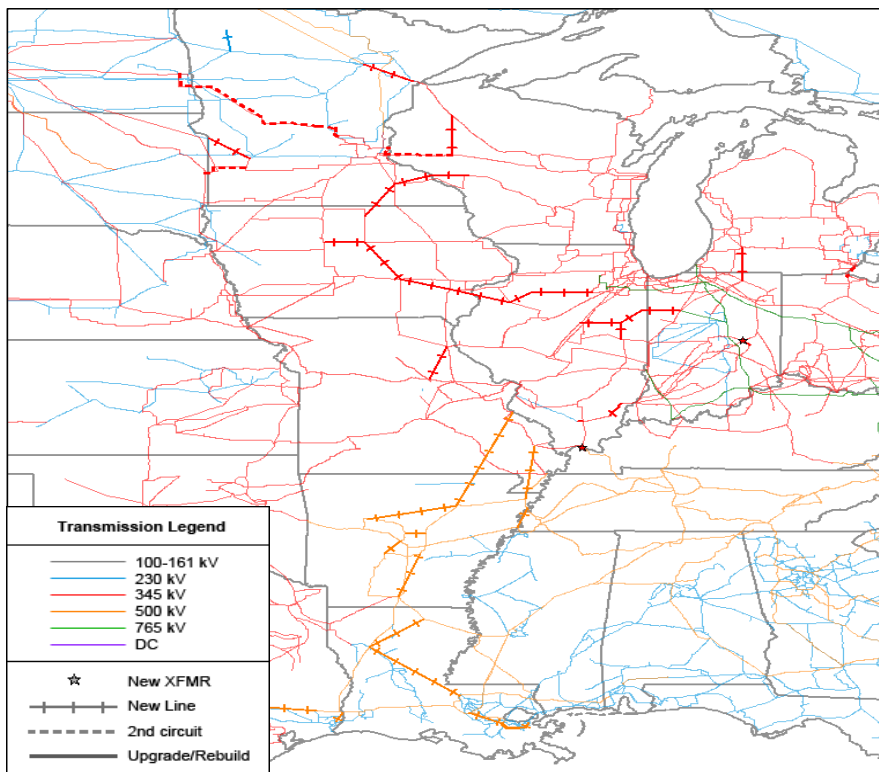 Transmission Legend
100-161 kV
230 kV
345 kV
500 kV
765 kV
DC
New XFMR
New Line
2nd circuit
Upgrade/Rebuild